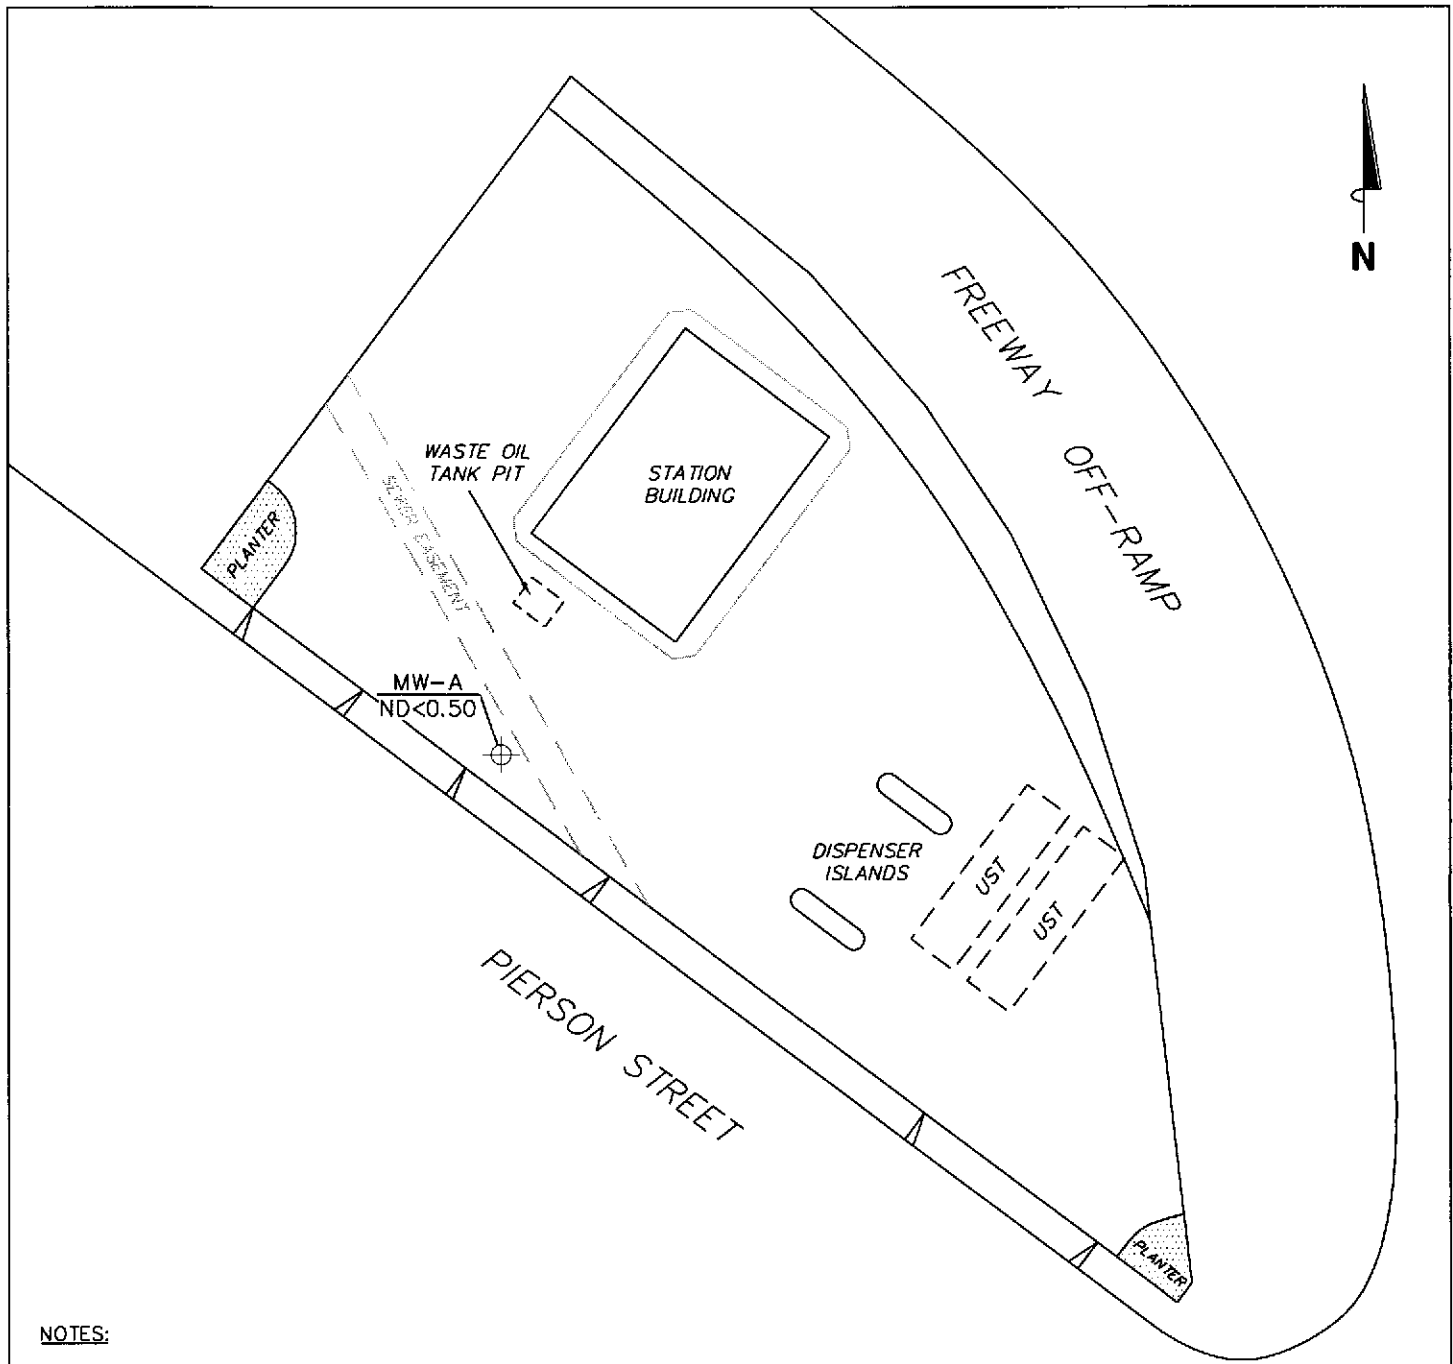 N
FREEWAY OFF-RAMP
WASTE OIL
TANK PIT
STATION
BUILDING
SEWER EASEMENT
PLANTER
MW-A
ND<0.50
DISPENSER
ISLANDS
UST
UST
PIERSON STREET
PLANTER
NOTES: